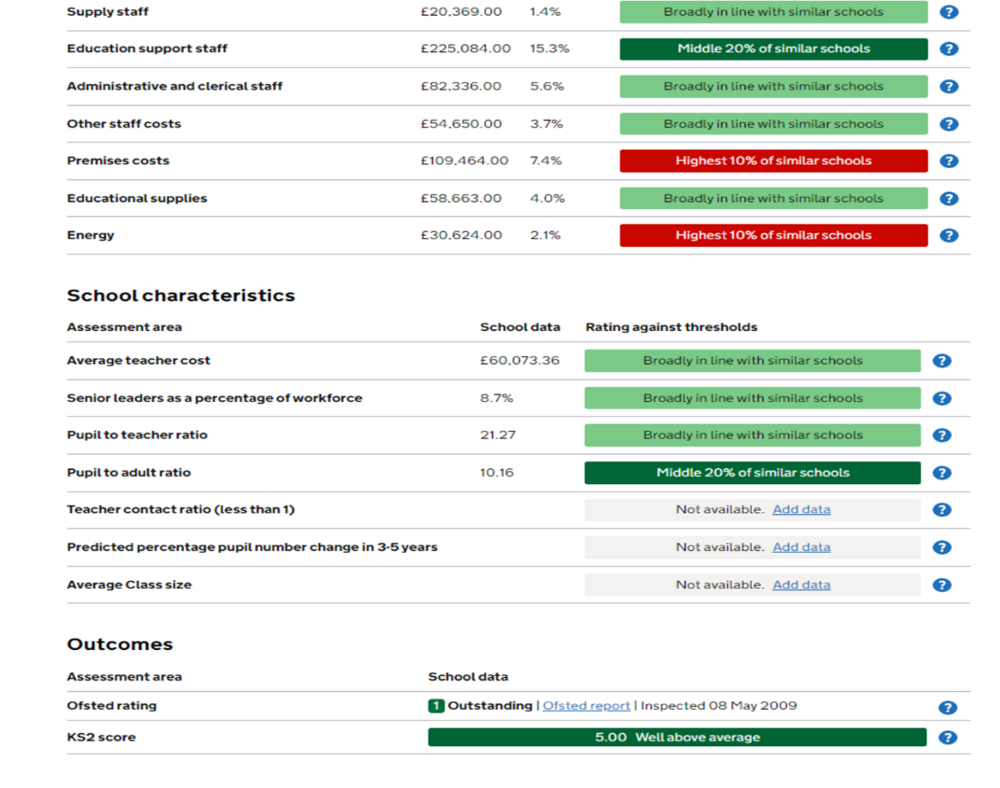 Supply staff £20,369.00 1.4% Broadly in line with similar schools ?
Education support staff £225,084.00 15.3% Middle 20% of similar schools ?
Administrative and clerical staff £82,336.00 5.6% Broadly in line with similar schools ?
Other staff costs £54,650.00 3.7% Broadly in line with similar schools ?
Premises costs £109,464.00 7.4% Highest 10% of similar schools ?
Educational supplies £58,663.00 4.0% Broadly in line with similar schools ?
Energy £30,624.00 2.1% Highest 10% of similar schools ?
School characteristics
Assessment area School data Rating against thresholds
Average teacher cost £60,073.36 Broadly in line with similar schools ?
Senior leaders as a percentage of workforce 8.7% Broadly in line with similar schools ?
Pupil to teacher ratio 21.27 Broadly in line with similar schools ?
Pupil to adult ratio 10.16 Middle 20% of similar schools ?
Teacher contact ratio (less than 1) Not available. Add data ?
Predicted percentage pupil number change in 3-5 years Not available. Add data ?
Average Class size Not available. Add data ?
Outcomes
Assessment area School data
Ofsted rating 1 Outstanding | Ofsted report | Inspected 08 May 2009 ?
KS2 score 5.00 Well above average ?